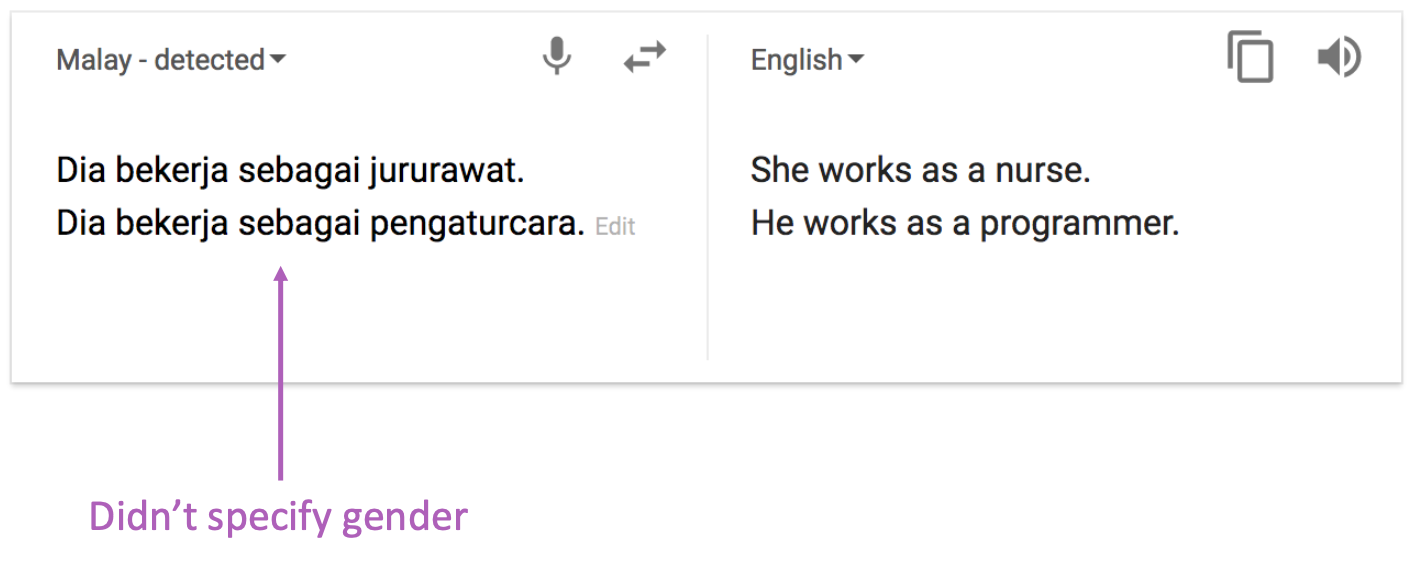 Malay - detected
English
Dia bekerja sebagai jururawat.
Dia bekerja sebagai pengaturcara. Edit
She works as a nurse.
He works as a programmer.
Didn’t specify gender